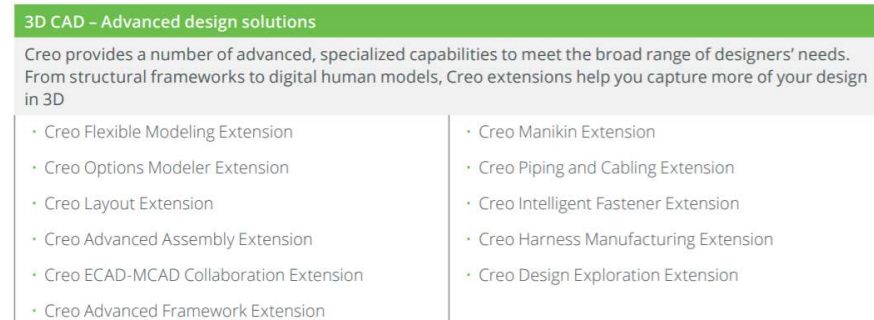 3D CAD – Advanced design solutions
Creo provides a number of advanced, specialized capabilities to meet the broad range of designers’ needs.
From structural frameworks to digital human models, Creo extensions help you capture more of your design
in 3D
· Creo Flexible Modeling Extension
· Creo Options Modeler Extension
· Creo Layout Extension
· Creo Advanced Assembly Extension
· Creo ECAD-MCAD Collaboration Extension
· Creo Advanced Framework Extension
· Creo Manikin Extension
· Creo Piping and Cabling Extension
· Creo Intelligent Fastener Extension
· Creo Harness Manufacturing Extension
· Creo Design Exploration Extension